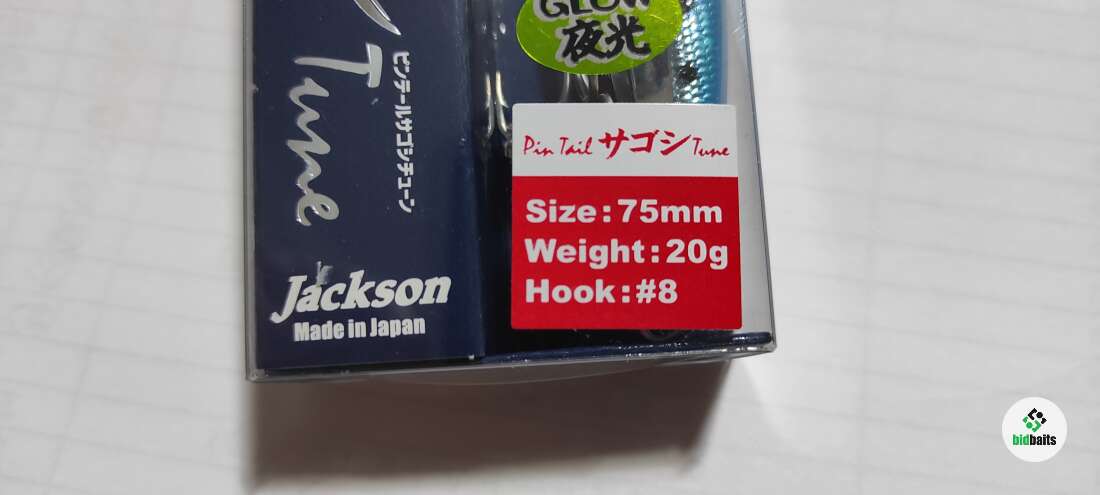 GLOW
夜光
Tune
ピンテールサゴシチューン
Pin Tail サゴシ Tune
Size:75mm
Weight:20g
Hook:#8
Jackson
Made in Japan
bidbaits